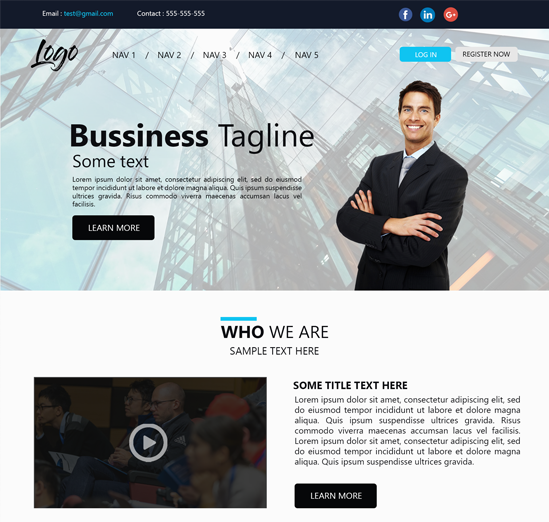 Email : test@gmail.com Contact : 555-555-555
Logo NAV 1 / NAV 2 / NAV 3 / NAV 4 / NAV 5 LOG IN REGISTER NOW
Bussiness Tagline
Some text
Lorem ipsum dolor sit amet, consectetur adipiscing elit, sed do eiusmod
tempor incididunt ut labore et dolore magna aliqua. Quis ipsum suspendisse
ultrices gravida. Risus commodo viverra maecenas accumsan lacus vel
facilisis.
LEARN MORE
WHO WE ARE
SAMPLE TEXT HERE
SOME TITLE TEXT HERE
Lorem ipsum dolor sit amet, consectetur adipiscing elit, sed
do eiusmod tempor incididunt ut labore et dolore magna
aliqua. Quis ipsum suspendisse ultrices gravida. Risus
commodo viverra maecenas accumsan lacus vel facilisis.
Lorem ipsum dolor sit amet, consectetur adipiscing elit, sed
do eiusmod tempor incididunt ut labore et dolore magna
aliqua. Quis ipsum suspendisse ultrices gravida.
LEARN MORE